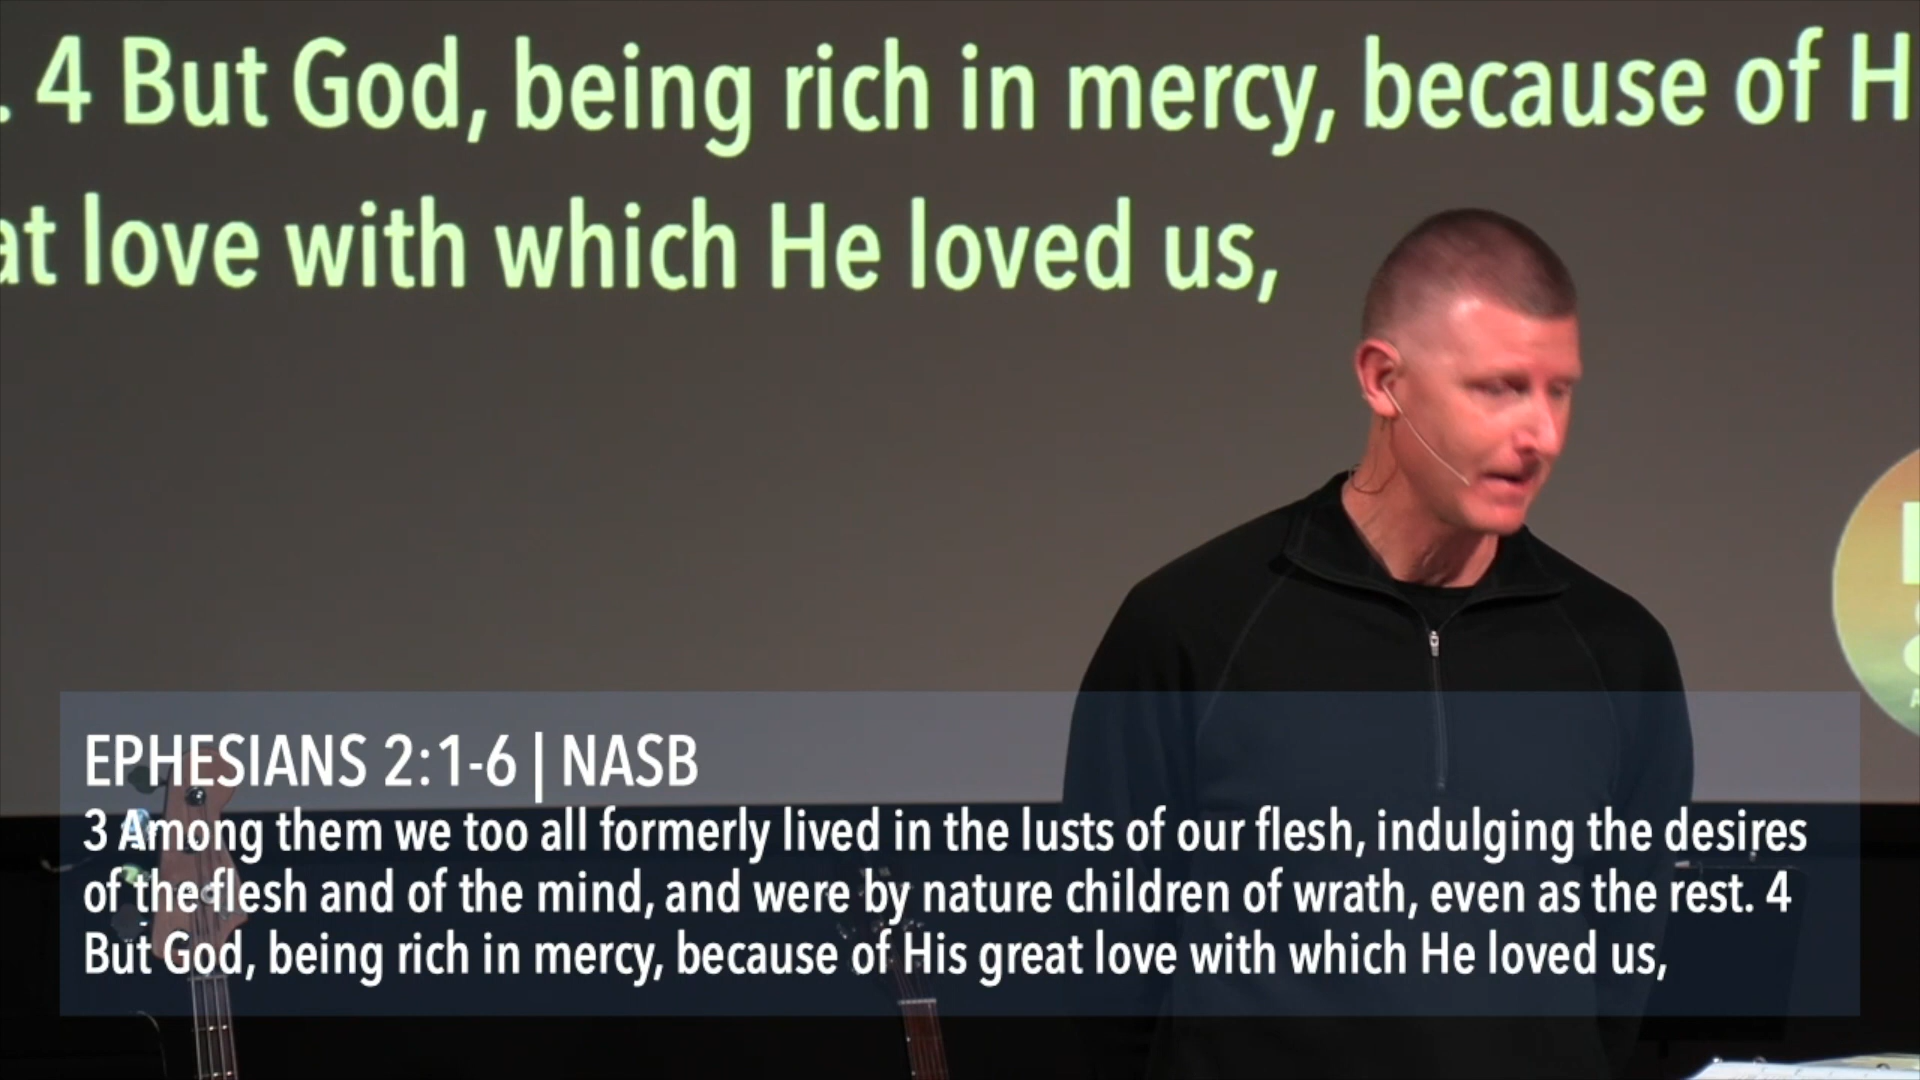 . 4 But God, being rich in mercy, because of H
at love with which He loved us,
EPHESIANS 2:1-6 | NASB
3 Among them we too all formerly lived in the lusts of our flesh, indulging the desires
of the flesh and of the mind, and were by nature children of wrath, even as the rest. 4
But God, being rich in mercy, because of His great love with which He loved us,